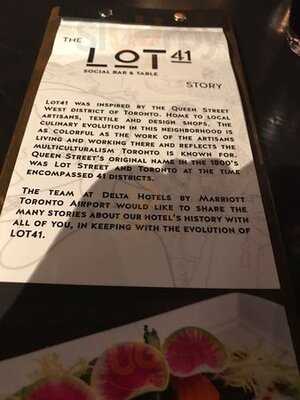 THE
LOT 41
SOCIAL BAR & TABLE
STORY
LOT41 WAS INSPIRED BY THE QUEEN STREET
WEST DISTRICT OF TORONTO. HOME TO LOCAL
ARTISANS, TEXTILE AND DESIGN SHOPS, THE
CULINARY EVOLUTION IN THIS NEIGHBORHOOD IS
AS COLORFUL AS THE WORK OF THE ARTISANS
LIVING AND WORKING THERE AND REFLECTS THE
MULTICULTURALISM TORONTO IS KNOWN FOR.
QUEEN STREET'S ORIGINAL NAME IN THE 1800'S
WAS LOT STREET AND TORONTO AT THE TIME
ENCOMPASSED 41 DISTRICTS.
THE TEAM AT DELTA HOTELS BY MARRIOTT
TORONTO AIRPORT WOULD LIKE TO SHARE THE
MANY STORIES ABOUT OUR HOTEL'S HISTORY WITH
ALL OF YOU, IN KEEPING WITH THE EVOLUTION OF
LOT41.